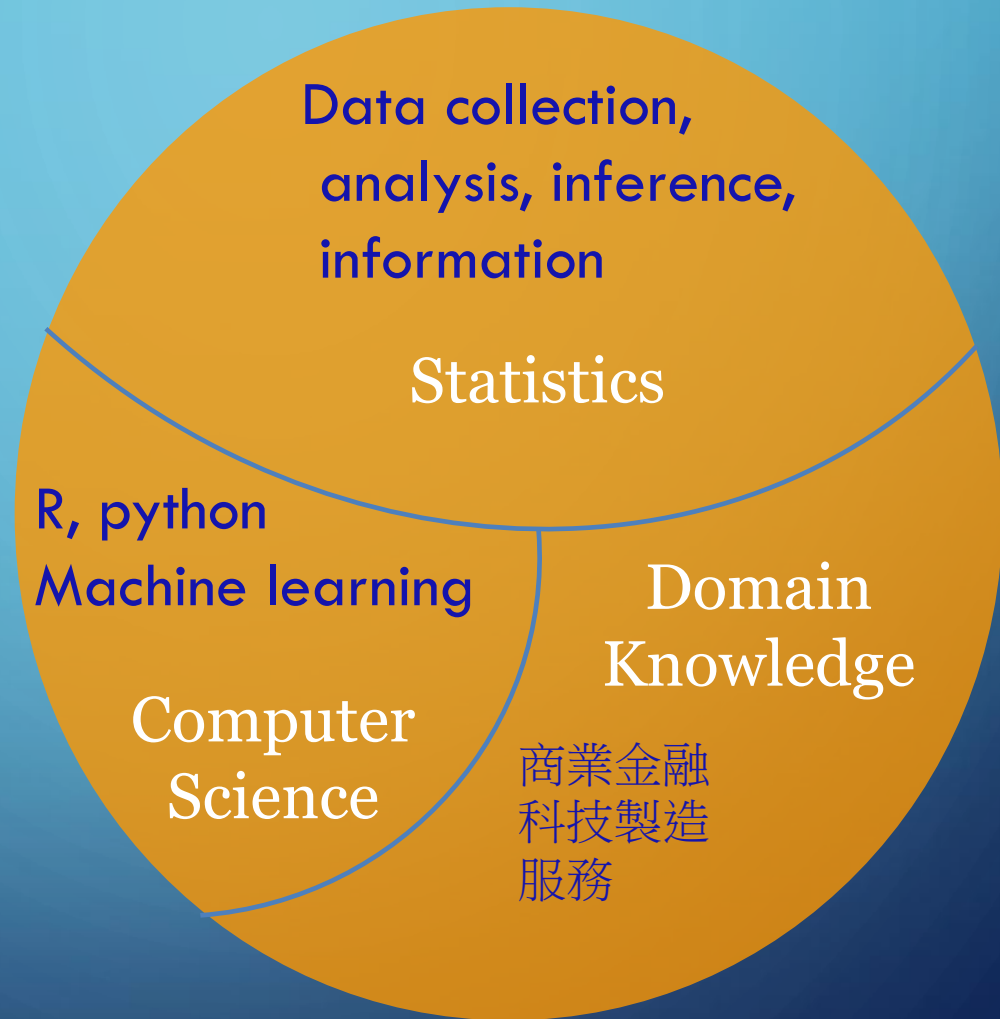 Data collection,
analysis, inference,
information
Statistics
R, python
Machine learning
Computer
Science
Domain
Knowledge
商業金融
科技製造
服務